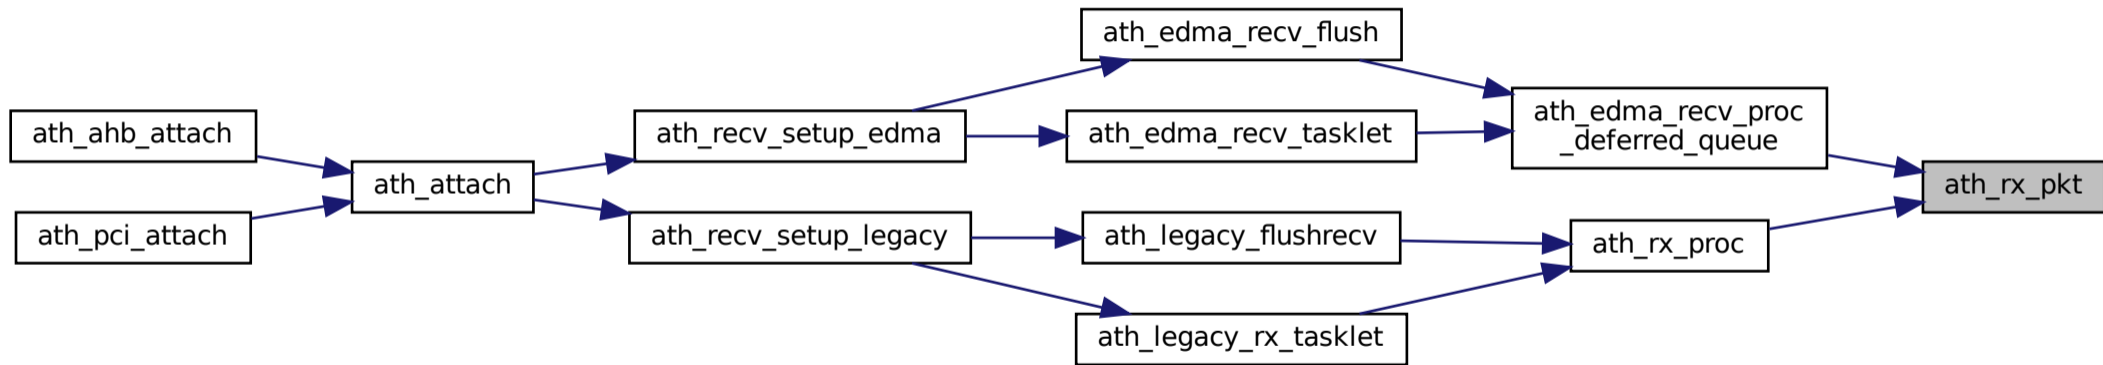 ath_edma_recv_flush
ath_edma_recv_proc
_deferred_queue
ath_ahb_attach
ath_recv_setup_edma
ath_edma_recv_tasklet
ath_attach
ath_rx_pkt
ath_pci_attach
ath_recv_setup_legacy
ath_legacy_flushrecv
ath_rx_proc
ath_legacy_rx_tasklet